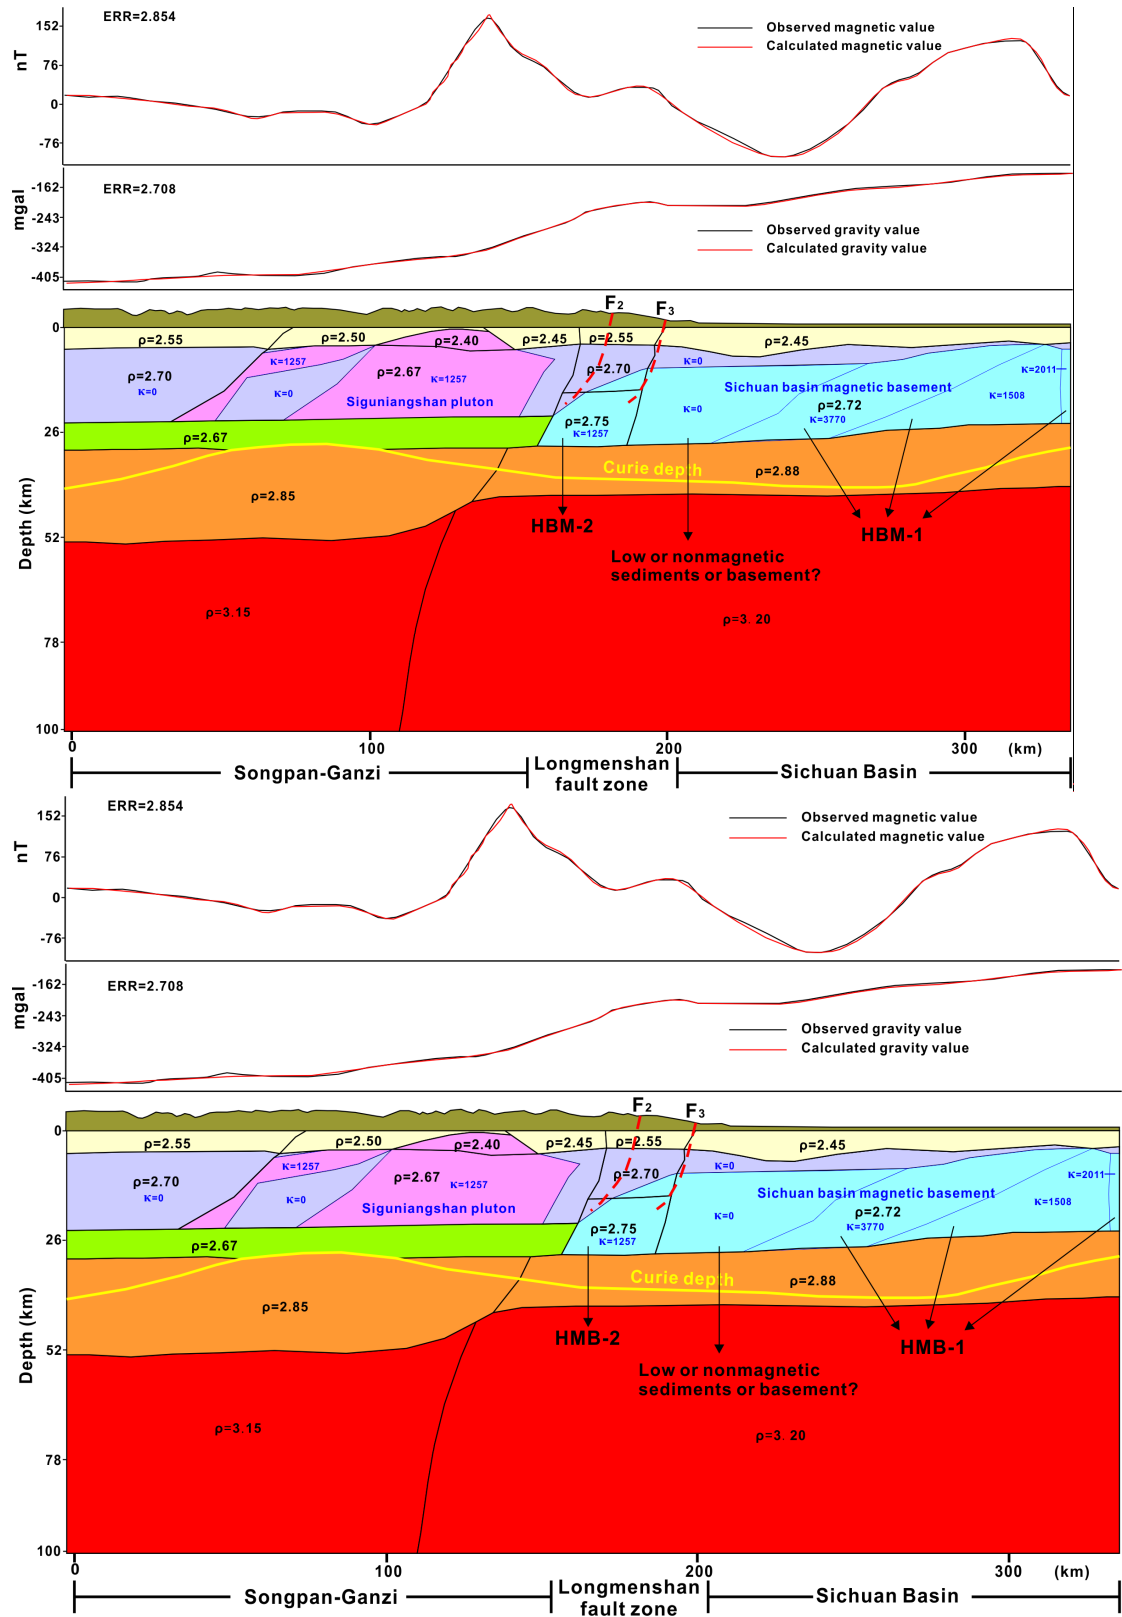 ERR=2.854
152
76
0
-76
nT
Observed magnetic value
Calculated magnetic value
ERR=2.708
-162
-243
-324
-405
mgal
Observed gravity value
Calculated gravity value
F2
F3
0
26
52
78
100
Depth (km)
ρ=2.55
ρ=2.50
ρ=2.40
ρ=2.45
ρ=2.55
ρ=2.45
κ=1257
ρ=2.70
κ=0
κ=0
ρ=2.67
κ=1257
Siguniangshan pluton
ρ=2.70
κ=0
κ=2011
Sichuan basin magnetic basement
ρ=2.72
κ=3770
κ=1508
κ=0
ρ=2.75
κ=1257
ρ=2.67
Curie depth
ρ=2.88
ρ=2.85
HBM-2
HBM-1
Low or nonmagnetic
sediments or basement?
ρ=3.15
ρ=3. 20
0
100
200
300
(km)
Songpan-Ganzi
Longmenshan
fault zone
Sichuan Basin
ERR=2.854
152
76
0
-76
nT
Observed magnetic value
Calculated magnetic value
ERR=2.708
-162
-243
-324
-405
mgal
Observed gravity value
Calculated gravity value
F2
F3
0
26
52
78
100
Depth (km)
ρ=2.55
ρ=2.50
ρ=2.40
ρ=2.45
ρ=2.55
ρ=2.45
κ=1257
ρ=2.70
κ=0
κ=0
ρ=2.67
κ=1257
Siguniangshan pluton
ρ=2.70
κ=0
κ=2011
Sichuan basin magnetic basement
ρ=2.72
κ=3770
κ=1508
κ=0
ρ=2.75
κ=1257
ρ=2.67
Curie depth
ρ=2.88
ρ=2.85
HMB-2
HMB-1
Low or nonmagnetic
sediments or basement?
ρ=3.15
ρ=3. 20
0
100
200
300
(km)
Songpan-Ganzi
Longmenshan
fault zone
Sichuan Basin